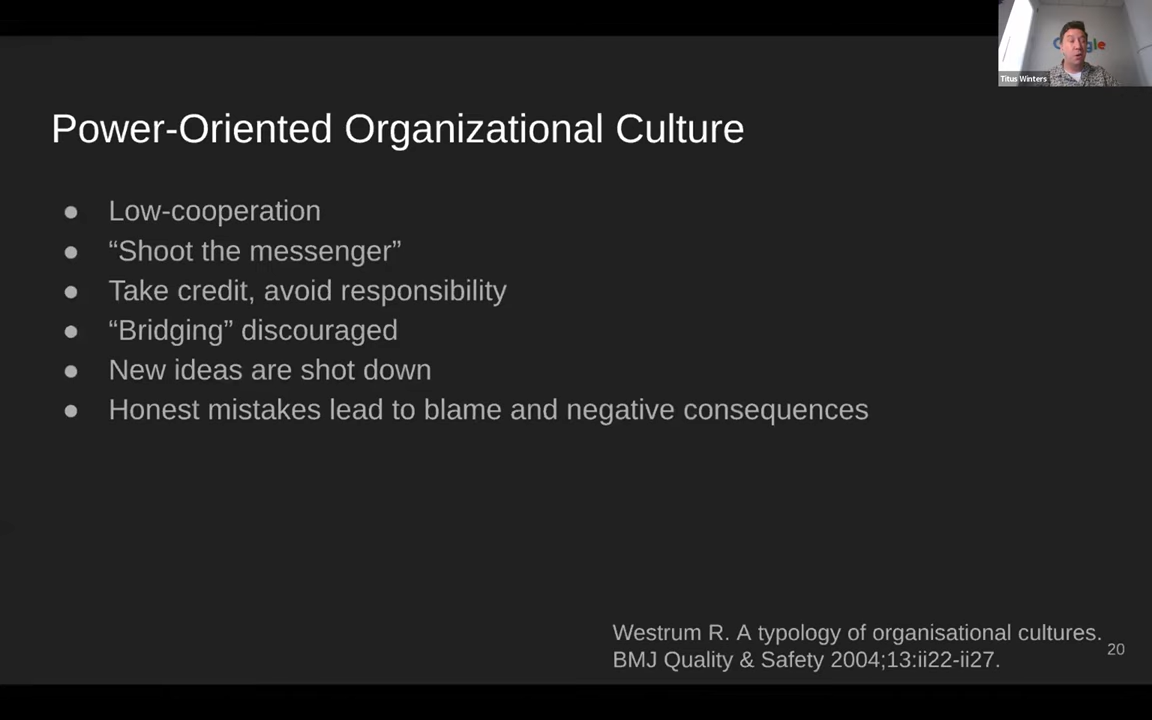 Titus Winters
Power-Oriented Organizational Culture
● Low-cooperation
● “Shoot the messenger”
● Take credit, avoid responsibility
● “Bridging” discouraged
● New ideas are shot down
● Honest mistakes lead to blame and negative consequences
Westrum R. A typology of organisational cultures.
BMJ Quality & Safety 2004;13:ii22-ii27.
20